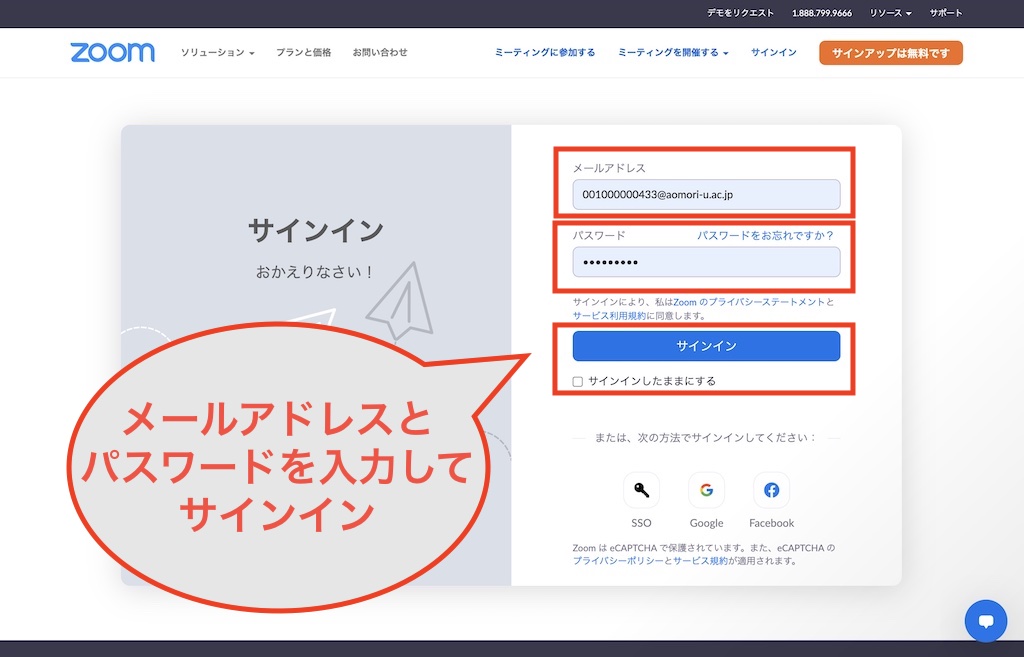 デモをリクエスト 1.888.799.9666 リソース サポート
zoom ソリューション プランと価格 お問い合わせ ミーティングに参加する ミーティングを開催する サインイン サインアップは無料です
サインイン
おかえりなさい！
メールアドレス
001000000433@aomori-u.ac.jp
パスワード パスワードをお忘れですか？
•••••••••
サインインにより、私はZoom のプライバシーステートメントと
サービス利用規約に同意します。
サインイン
サインインしたままにする
または、次の方法でサインインしてください：
SSO Google Facebook
Zoom は eCAPTCHA で保護されています。また、eCAPTCHA の
プライバシーポリシーとサービス規約が適用されます。
メールアドレスと
パスワードを入力して
サインイン